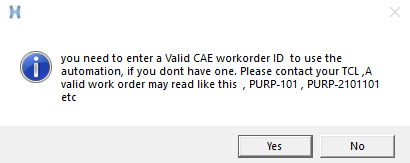 you need to enter a Valid CAE workorder ID  to use the
automation, if you dont have one. Please contact your TCL ,A
valid work order may read like this  , PURP-101 , PURP-2101101
etc
Yes
No